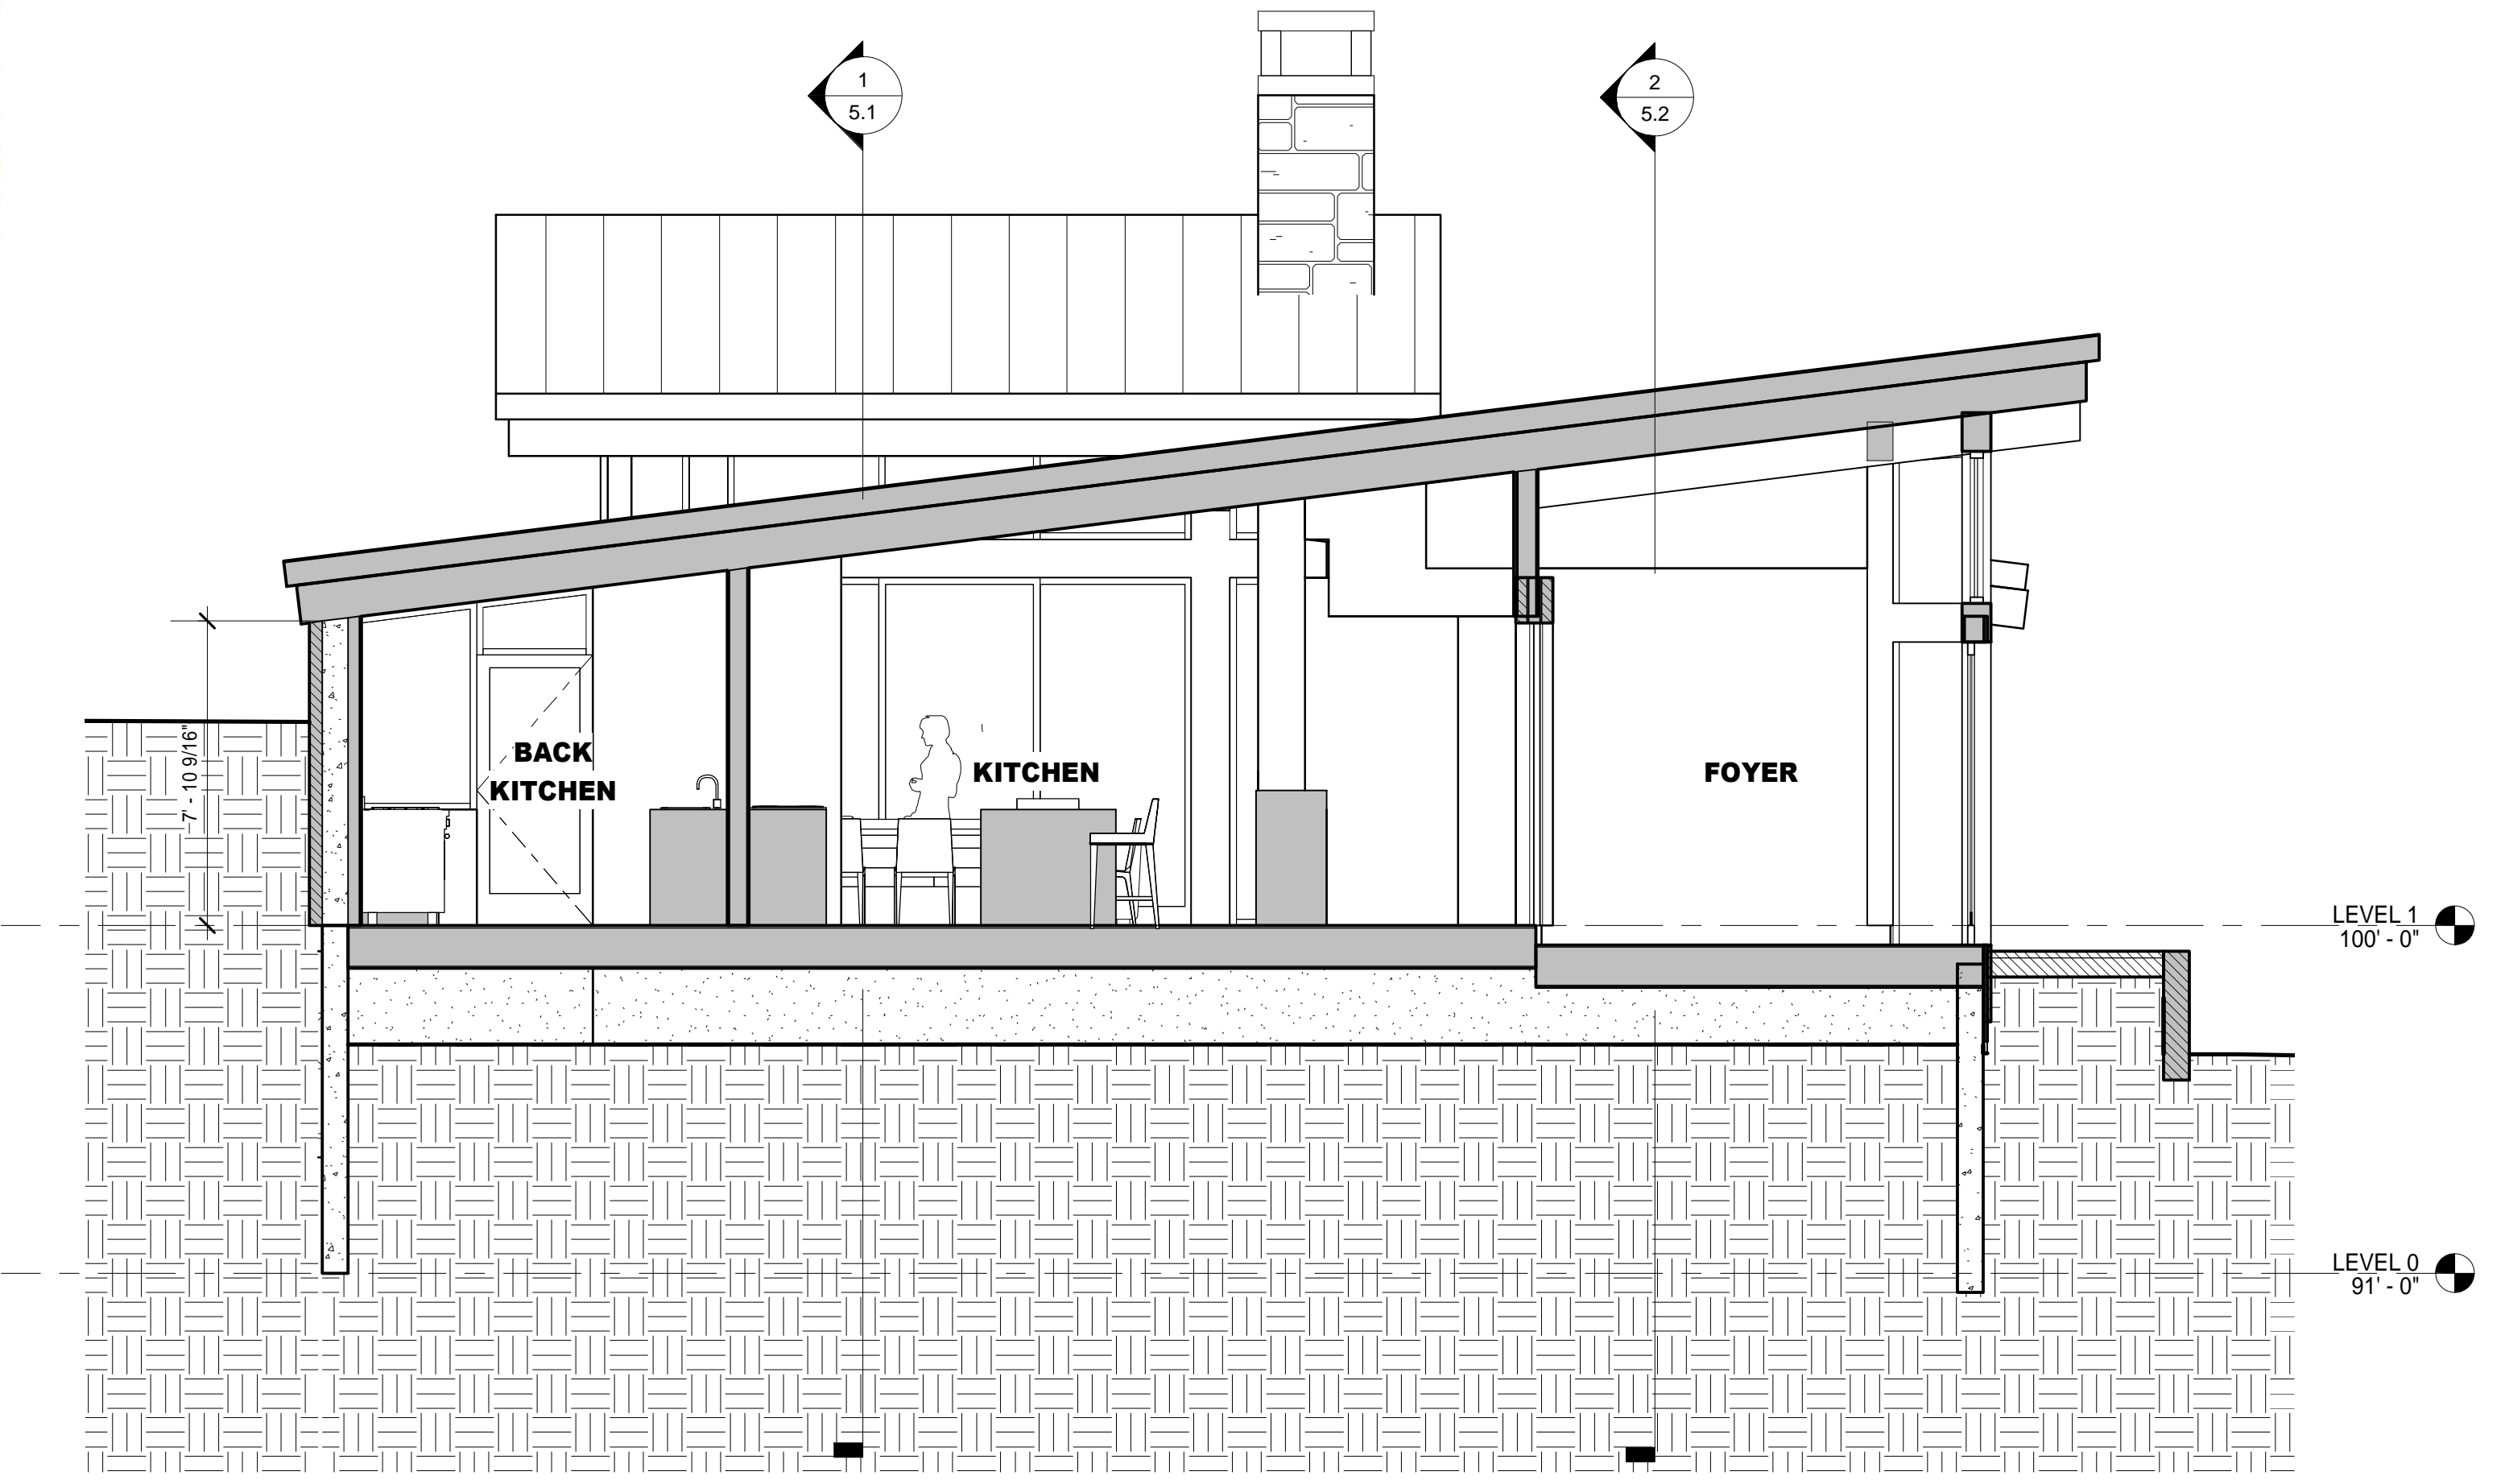 1
5.1
2
5.2
7' - 10 9/16"
BACK
KITCHEN
KITCHEN
FOYER
LEVEL 1
100' - 0"
LEVEL 0
91' - 0"